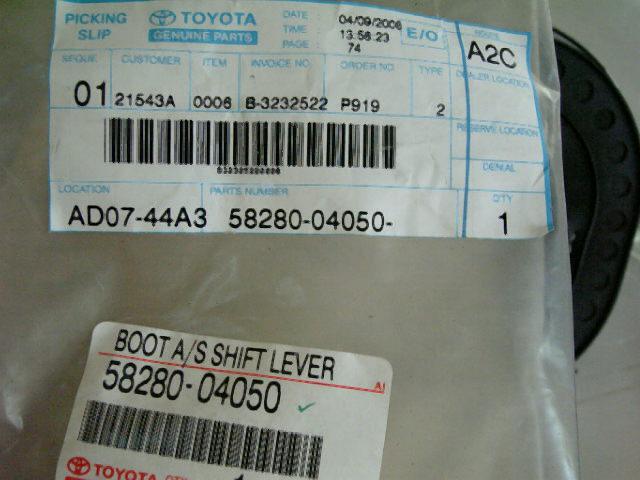 PICKING SLIP
TOYOTA
GENUINE PARTS
DATE 04/09/2006
TIME 13:56:23
PAGE 74
E/O
ROUTE
A2C
SEQUE CUSTOMER ITEM INVOICE NO. ORDER NO. TYPE
01 21543A 0006 B-3232522 P919 2
DEALER LOCATION
RESERVE LOCATION
DENIAL
LOCATION PARTS NUMBER QTY
AD07-44A3 58280-04050- 1
BOOT A/S SHIFT LEVER
58280-04050
TOYOTA